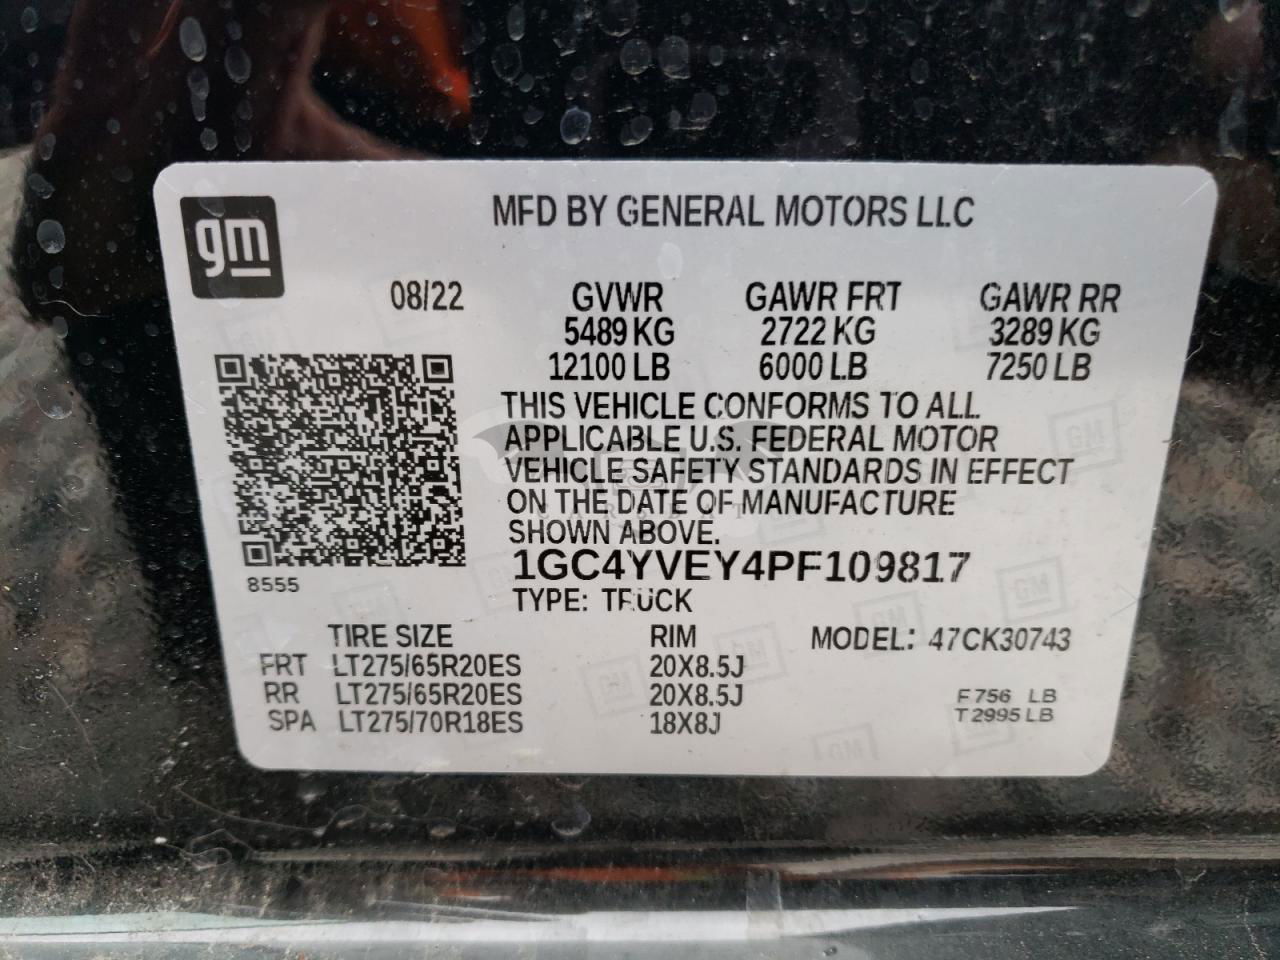 gm
MFD BY GENERAL MOTORS LLC
08/22 GVWR GAWR FRT GAWR RR
5489 KG 2722 KG 3289 KG
12100 LB 6000 LB 7250 LB
THIS VEHICLE CONFORMS TO ALL
APPLICABLE U.S. FEDERAL MOTOR
VEHICLE SAFETY STANDARDS IN EFFECT
ON THE DATE OF MANUFACTURE
SHOWN ABOVE.
1GC4YVEY4PF109817
8555
TYPE: TRUCK
TIRE SIZE RIM MODEL: 47CK30743
FRT LT275/65R20ES 20X8.5J
RR LT275/65R20ES 20X8.5J F 756 LB
SPA LT275/70R18ES 18X8J T 2995 LB